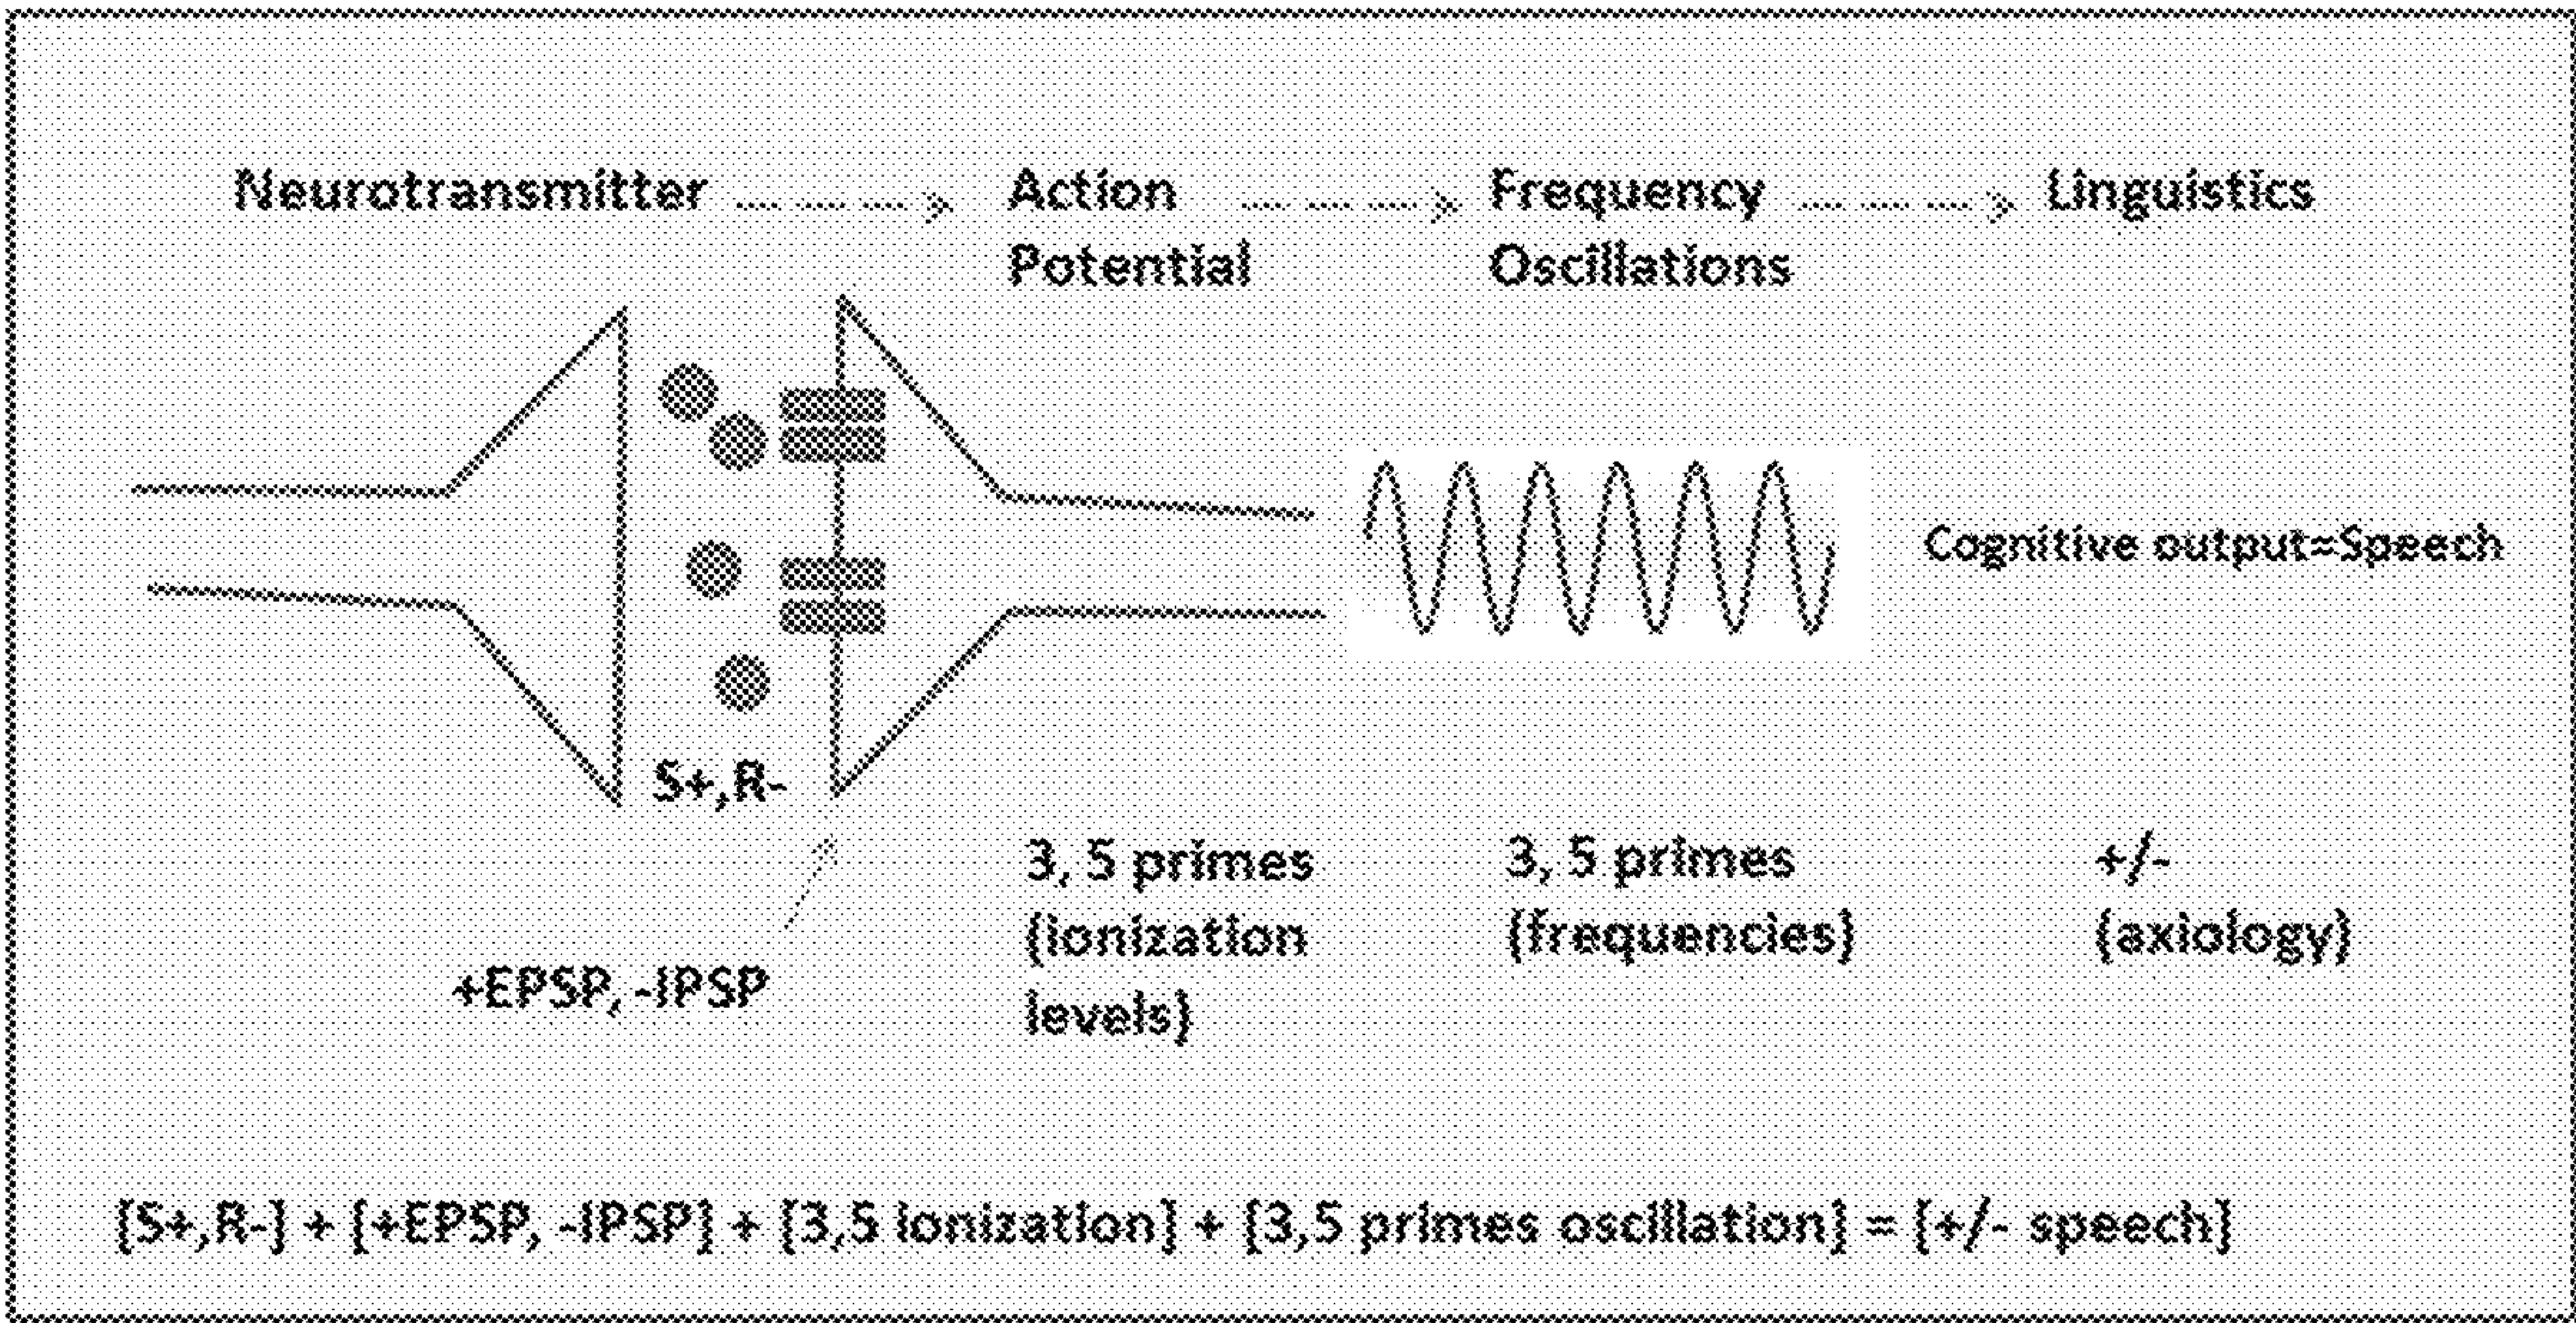 Neurotransmitter
Action
Potential
Frequency
Oscillations
Linguistics
Cognitive output=Speech
S+,R-
+EPSP, -IPSP
3, 5 primes
(ionization
levels)
3, 5 primes
(frequencies)
+/-
(axiology)
[S+,R-] + [+EPSP, -IPSP] + [3,5 ionization] + [3,5 primes oscillation] = [+/- speech]